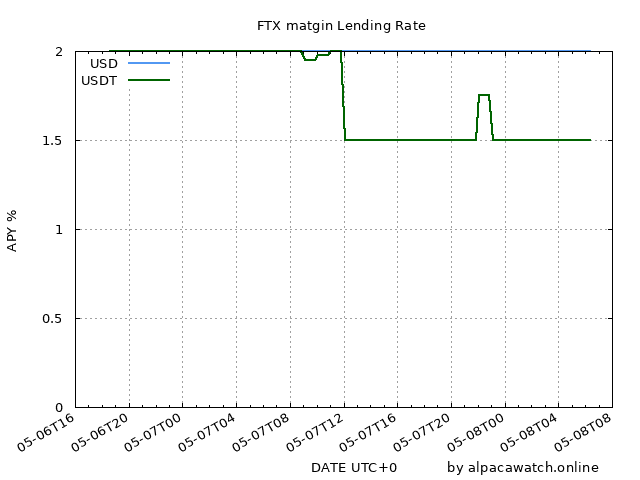 FTX matgin Lending Rate
2
USD
USDT
1.5
APY %
1
0.5
0
05-06T16 05-06T20 05-07T00 05-07T04 05-07T08 05-07T12 05-07T16 05-07T20 05-08T00 05-08T04 05-08T08
DATE UTC+0 by alpacawatch.online